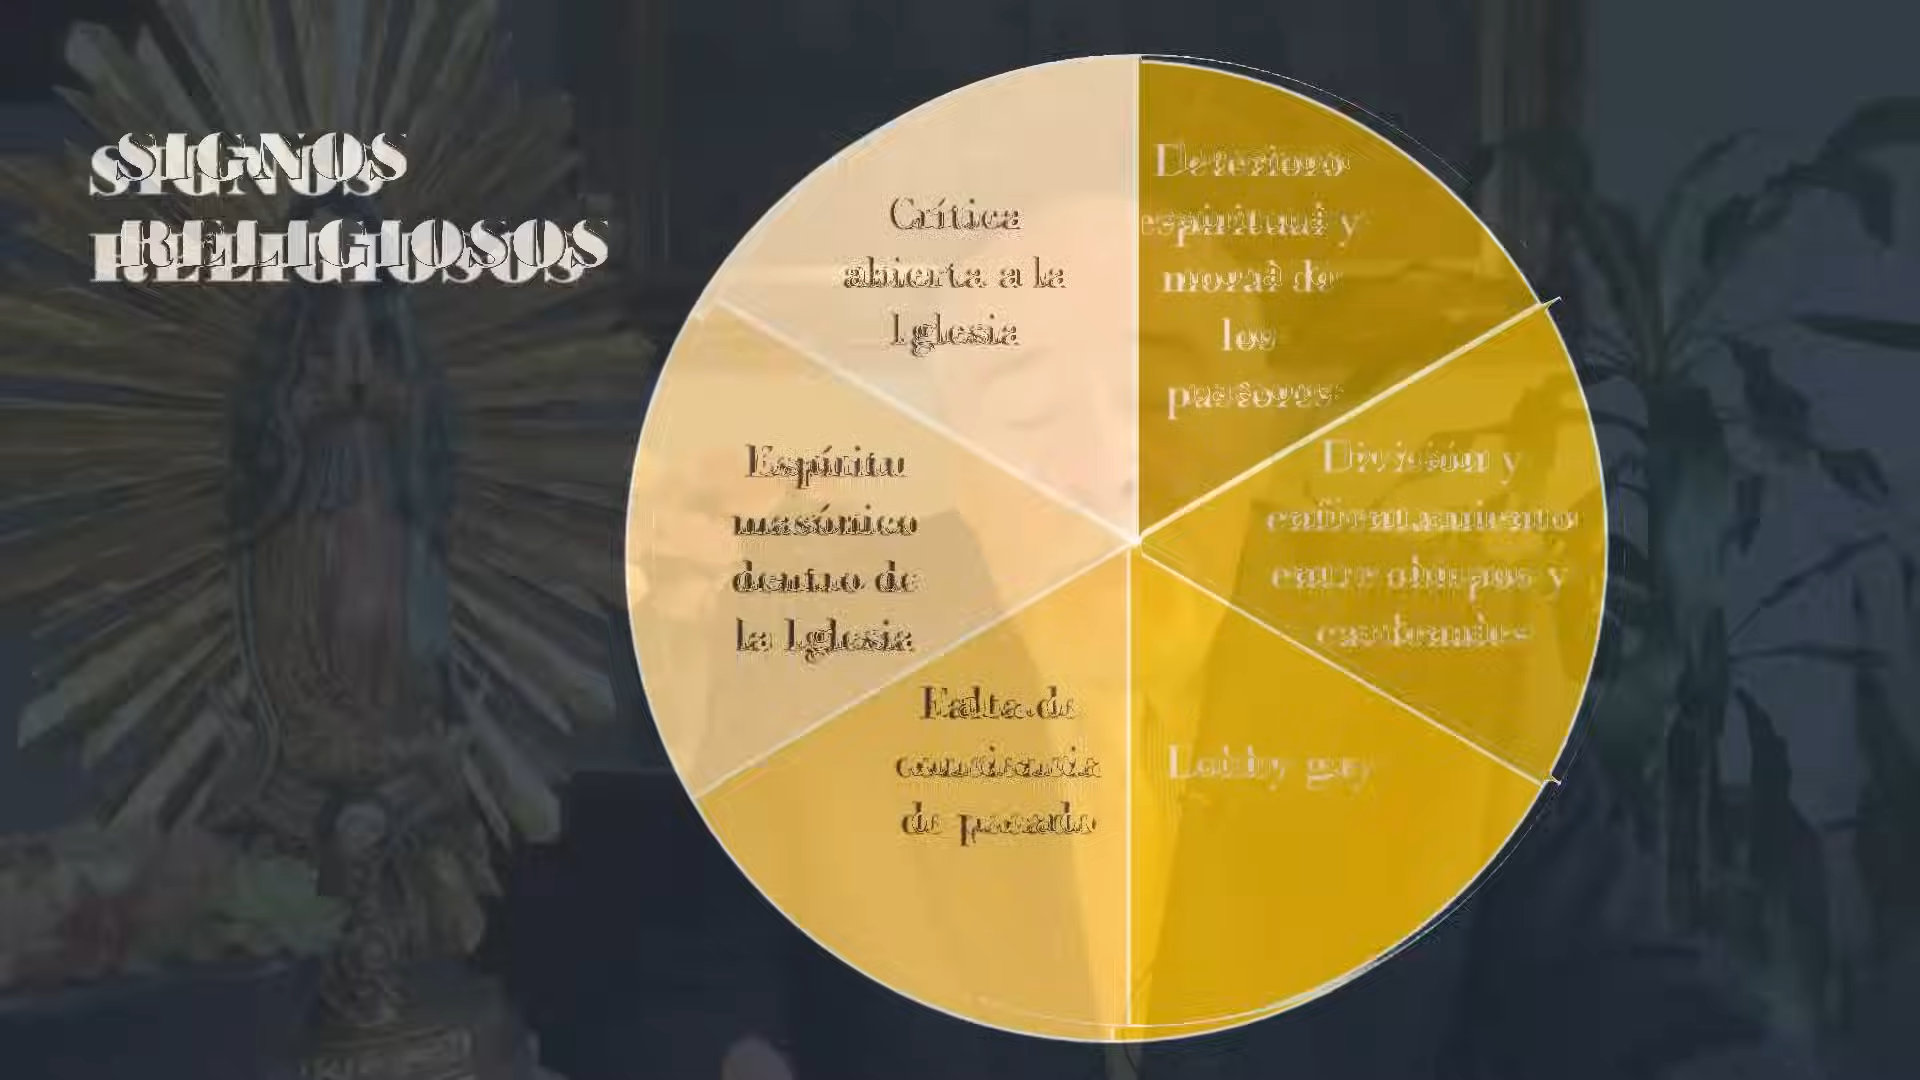 SIGNOS
RELIGIOSOS
Deterioro
espiritual y
moral de
los
pastores
División y
enfrentamiento
entre obispos y
cardenales
Lobby gay
Falta de
conciencia
de pecado
Espíritu
masónico
dentro de
la Iglesia
Crítica
abierta a la
Iglesia